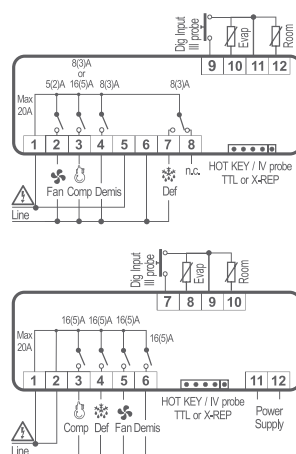 Dig Input
III probe
Evap
Room
8(3)A
or
5(2)A 16(5)A 8(3)A 8(3)A
9 10 11 12
Max
20A
1 2 3 4 5 6 7 8
Fan Comp Demis Def n.c.
HOT KEY / IV probe
TTL or X-REP
Line
Dig Input
III probe
Evap
Room
7 8 9 10
16(5)A 16(5)A 16(5)A
16(5)A
Max
20A
1 2 3 4 5 6 11 12
HOT KEY / IV probe
TTL or X-REP
Power
Supply
Comp Def Fan Demis
Line